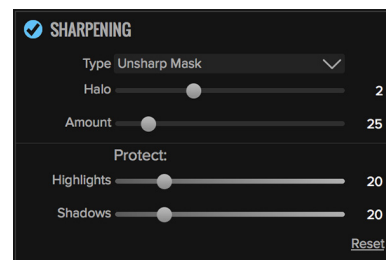 SHARPENING
Type Unsharp Mask
Halo 2
Amount 25
Protect:
Highlights 20
Shadows 20
Reset